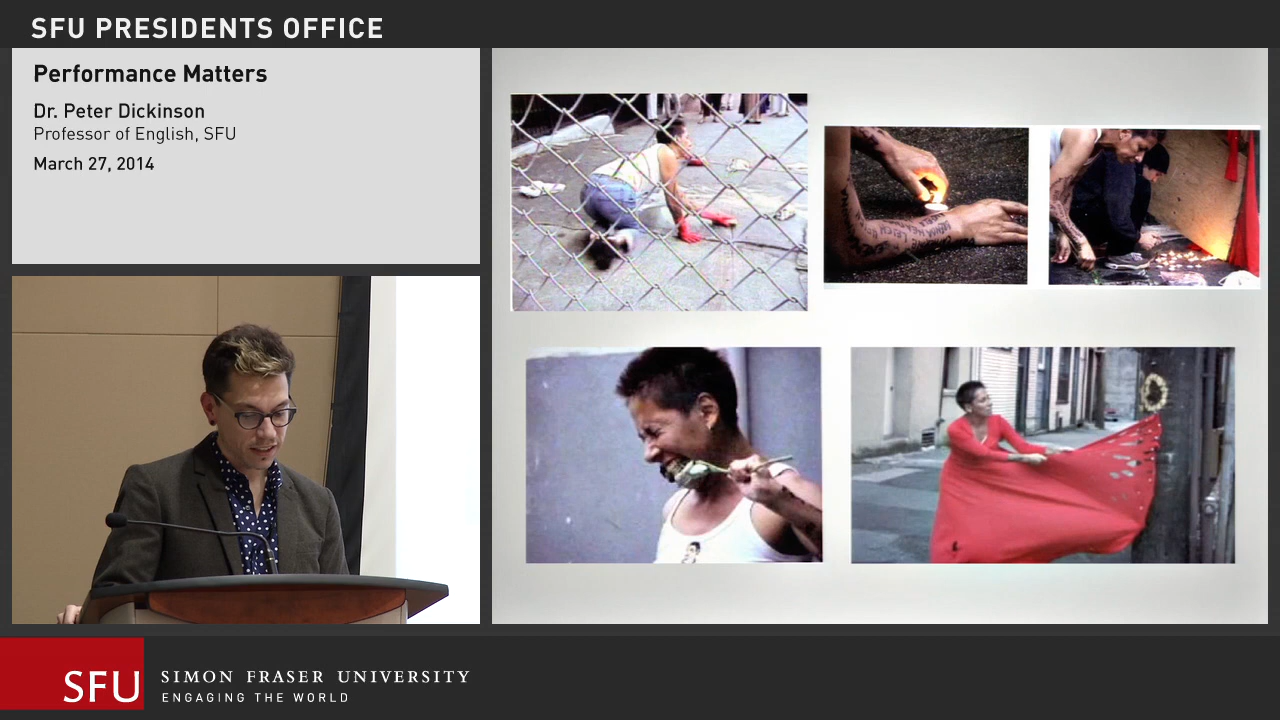 SFU PRESIDENTS OFFICE
Performance Matters
Dr. Peter Dickinson
Professor of English, SFU
March 27, 2014
SFU
SIMON FRASER UNIVERSITY
ENGAGING THE WORLD